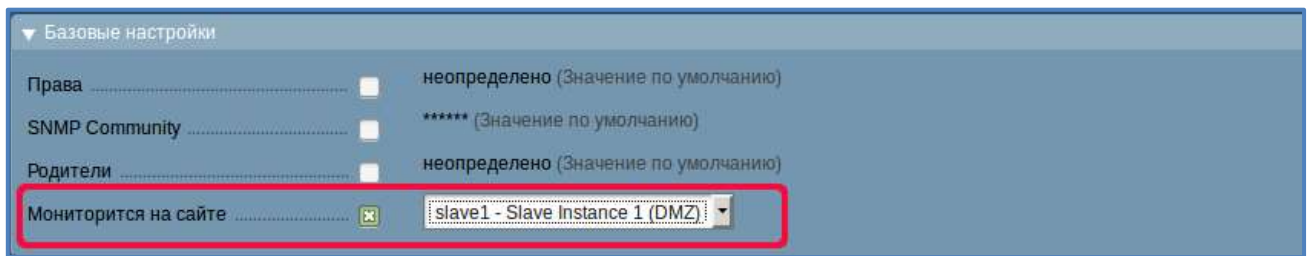 Базовые настройки
Права неопределено (Значение по умолчанию)
SNMP Community ****** (Значение по умолчанию)
Родители неопределено (Значение по умолчанию)
Мониторится на сайте slave1 - Slave Instance 1 (DMZ)